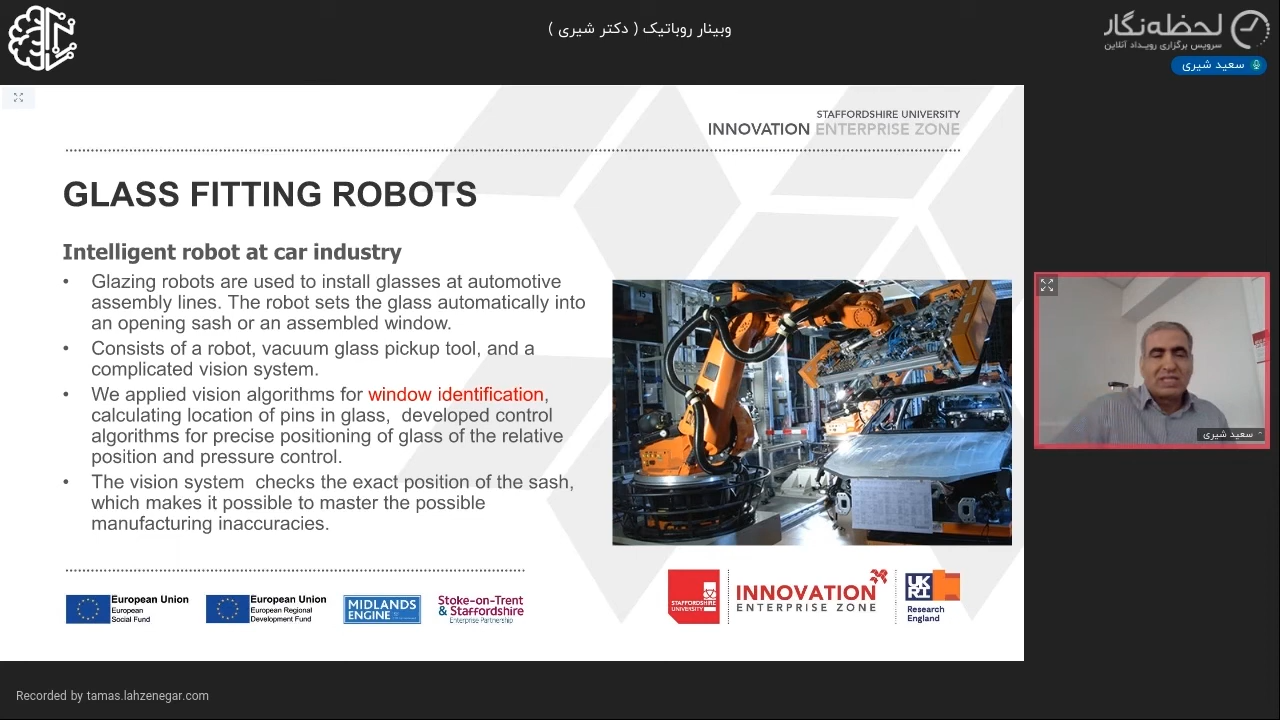 وبینار روباتیک ( دکتر شیری )
لحظه‌نگار
سرویس برگزاری رویداد آنلاین
سعید شیری
STAFFORDSHIRE UNIVERSITY
INNOVATION ENTERPRISE ZONE
GLASS FITTING ROBOTS
Intelligent robot at car industry
• Glazing robots are used to install glasses at automotive
assembly lines. The robot sets the glass automatically into
an opening sash or an assembled window.
• Consists of a robot, vacuum glass pickup tool, and a
complicated vision system.
• We applied vision algorithms for window identification,
calculating location of pins in glass, developed control
algorithms for precise positioning of glass of the relative
position and pressure control.
• The vision system checks the exact position of the sash,
which makes it possible to master the possible
manufacturing inaccuracies.
سعید شیری -
European Union
European
Social Fund
European Union
European Regional
Development Fund
MIDLANDS
ENGINE
Stoke-on-Trent
& Staffordshire
Enterprise Partnership
STAFFORDSHIRE
UNIVERSITY
INNOVATION
ENTERPRISE ZONE
UK
RI
Research
England
Recorded by tamas.lahzenegar.com